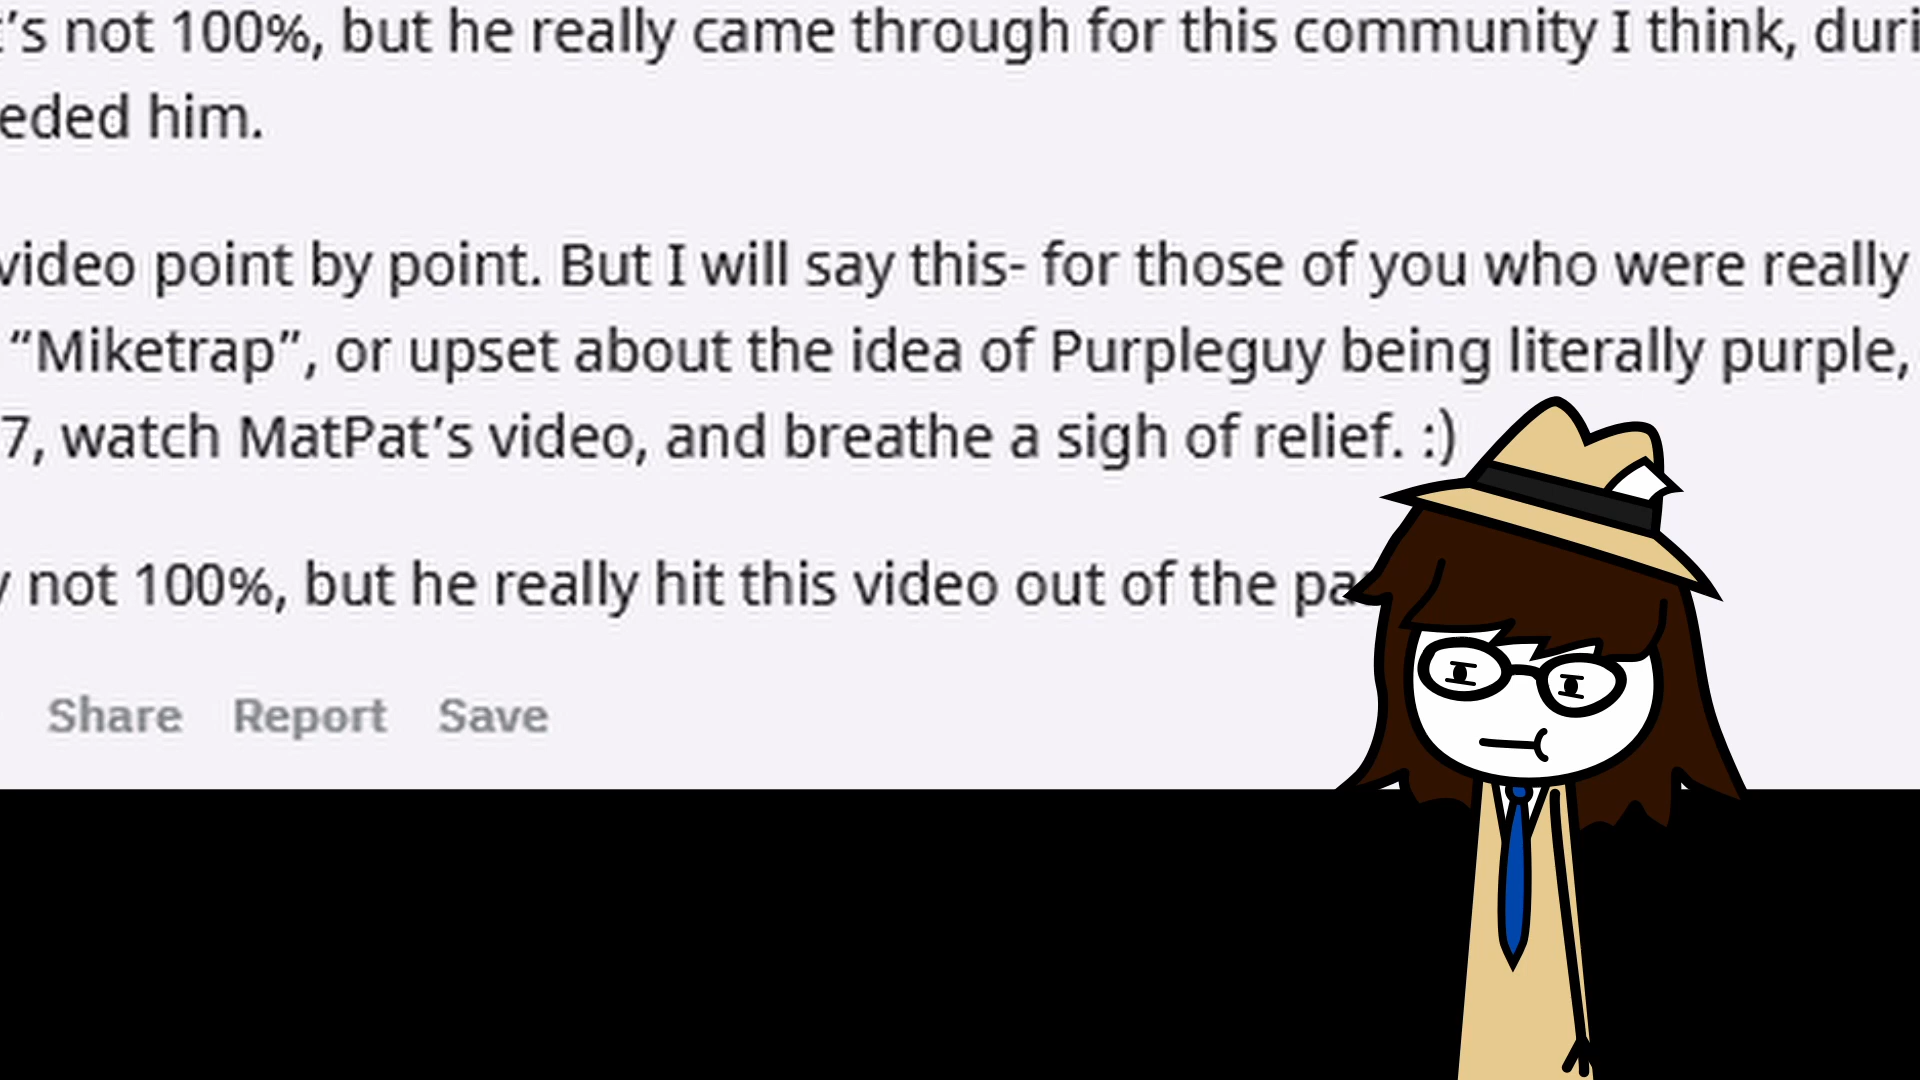 's not 100%, but he really came through for this community I think, duri
eded him.
video point by point. But I will say this- for those of you who were really
“Miketrap”, or upset about the idea of Purpleguy being literally purple,
7, watch MatPat’s video, and breathe a sigh of relief. :)
y not 100%, but he really hit this video out of the pa
Share Report Save